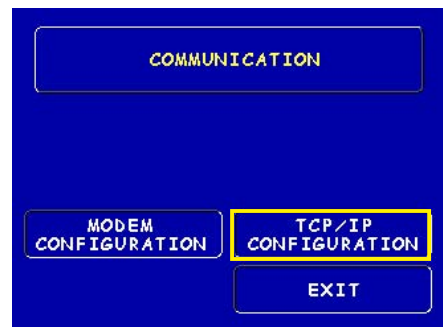 COMMUNICATION
MODEM
CONFIGURATION
TCP/IP
CONFIGURATION
EXIT